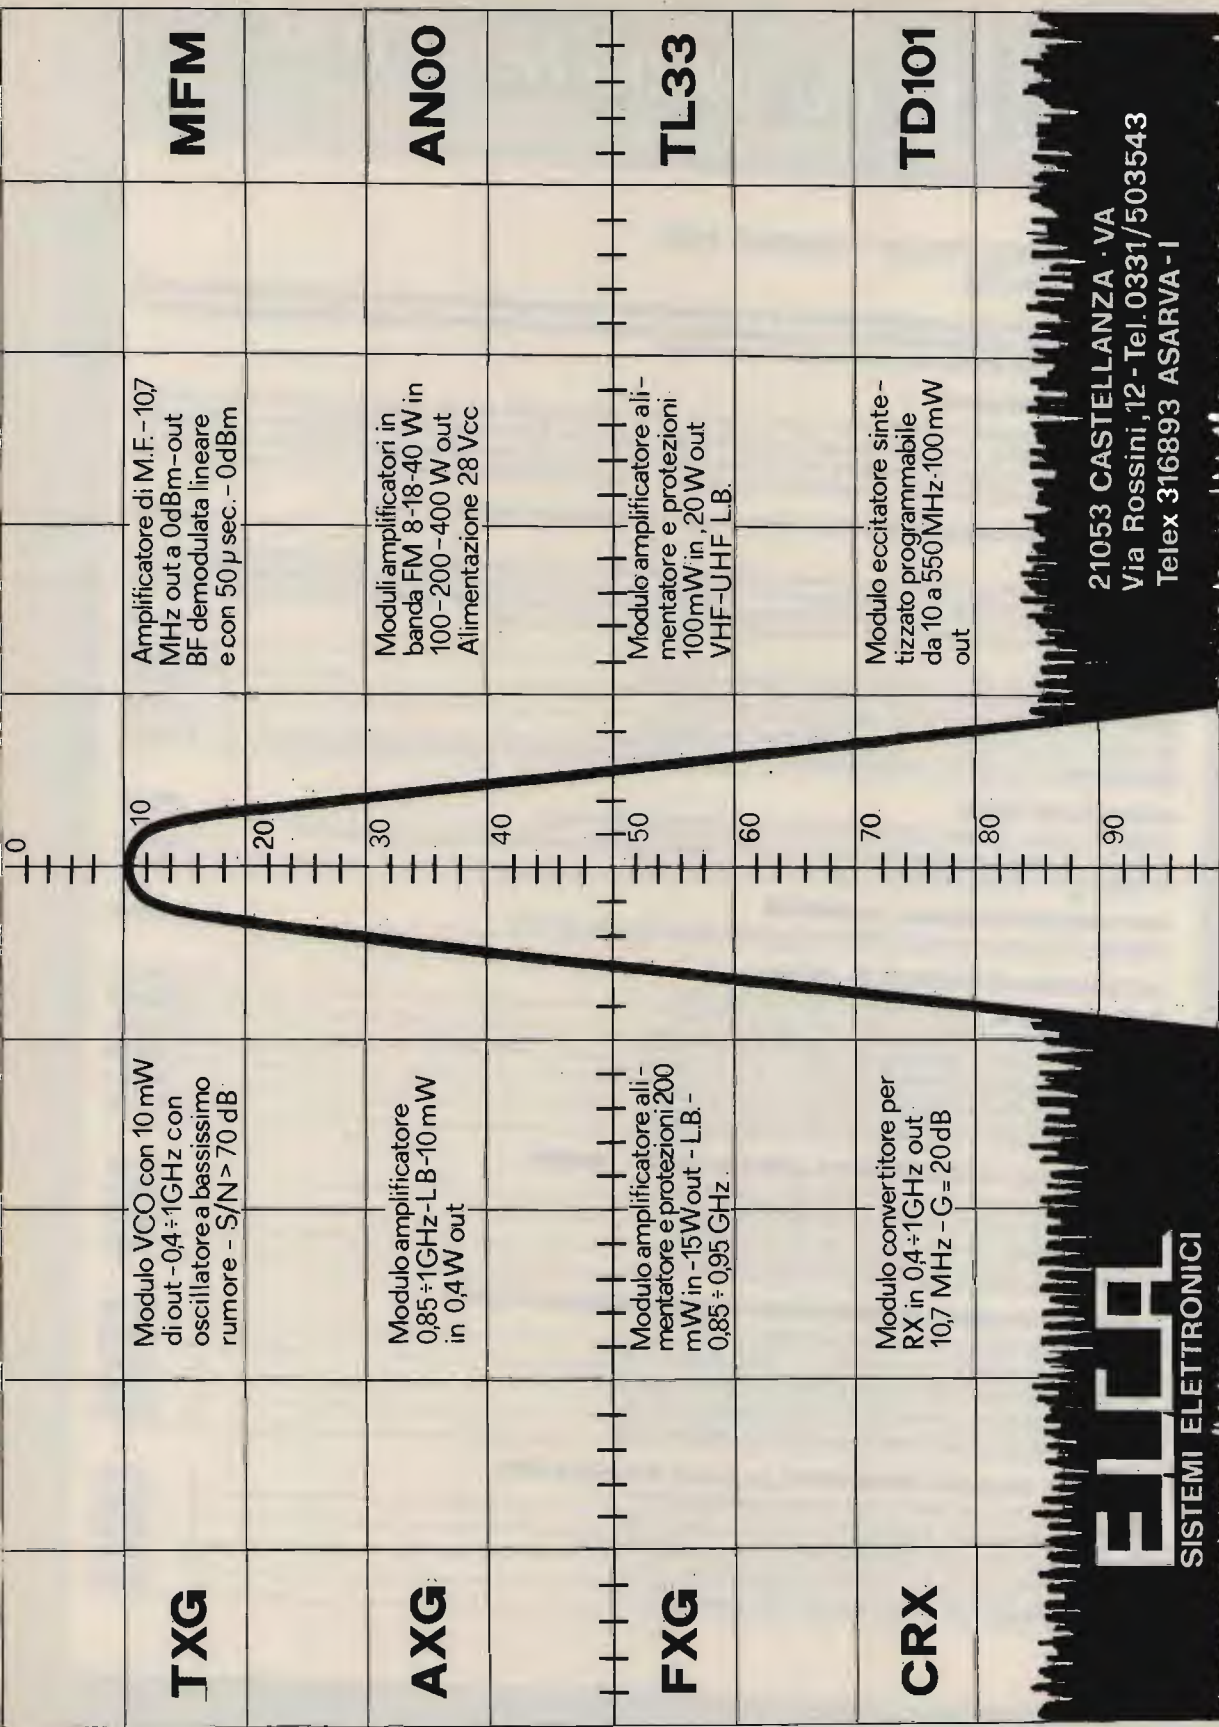 TXG
Modulo VCO con 10 mW
di out - 0,4 ÷ 1GHz con
oscillatore a bassissimo
rumore - S/N > 70 dB
AXG
Modulo amplificatore
0,85 ÷ 1GHz-LB-10 mW
in 0,4 W out
FXG
Modulo amplificatore ali-
mentatore e protezioni 200
mW in -15W out - L.B. -
0,85 ÷ 0,95 GHz
CRX
Modulo convertitore per
RX in 0,4 ÷ 1GHz out
10,7 MHz - G = 20dB
0
10
20
30
40
50
60
70
80
90
Amplificatore di M.F. - 10,7
MHz out a 0dBm-out
BF demodulata lineare
e con 50 µ sec. - 0dBm
MFM
Moduli amplificatori in
banda FM 8-18-40 W in
100-200-400 W out
Alimentazione 28 Vcc
AN00
Modulo amplificatore ali-
mentatore e protezioni
100mW in, 20 W out
VHF-UHF L.B.
TL33
Modulo eccitatore sinte-
tizzato programmabile
da 10 a 550 MHz-100mW
out
TD101
ELCA
SISTEMI ELETTRONICI
21053 CASTELLANZA - VA
Via Rossini, 12 - Tel. 0331/503543
Telex 316893 ASARVA - I